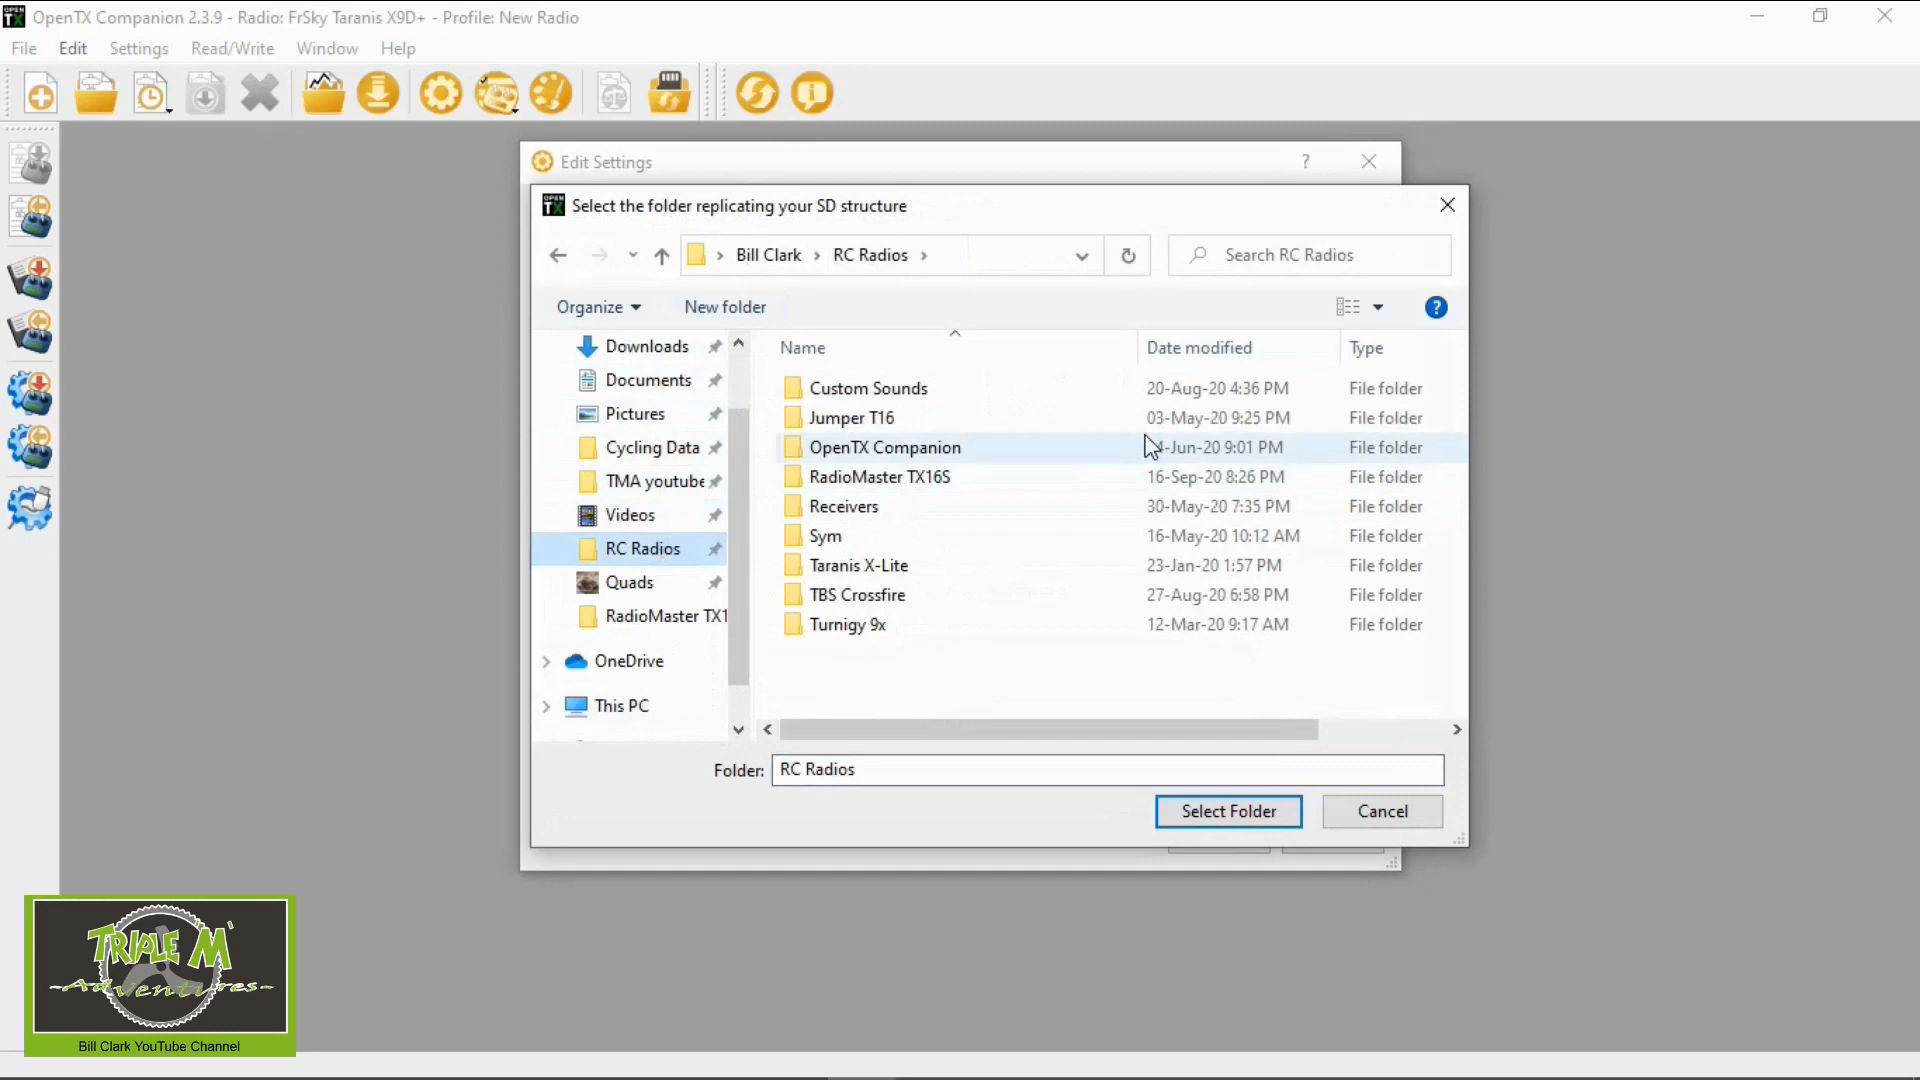 OpenTX Companion 2.3.9 - Radio: FrSky Taranis X9D+ - Profile: New Radio
File Edit Settings Read/Write Window Help
Edit Settings
Select the folder replicating your SD structure
Bill Clark › RC Radios ›
Search RC Radios
Organize
New folder
Downloads
Documents
Pictures
Cycling Data
TMA youtube
Videos
RC Radios
Quads
RadioMaster TX1
OneDrive
This PC
Name Date modified Type
Custom Sounds 20-Aug-20 4:36 PM File folder
Jumper T16 03-May-20 9:25 PM File folder
OpenTX Companion -Jun-20 9:01 PM File folder
RadioMaster TX16S 16-Sep-20 8:26 PM File folder
Receivers 30-May-20 7:35 PM File folder
Sym 16-May-20 10:12 AM File folder
Taranis X-Lite 23-Jan-20 1:57 PM File folder
TBS Crossfire 27-Aug-20 6:58 PM File folder
Turnigy 9x 12-Mar-20 9:17 AM File folder
Folder: RC Radios
Select Folder
Cancel
TRIPLE M`
-Adventures-
Bill Clark YouTube Channel